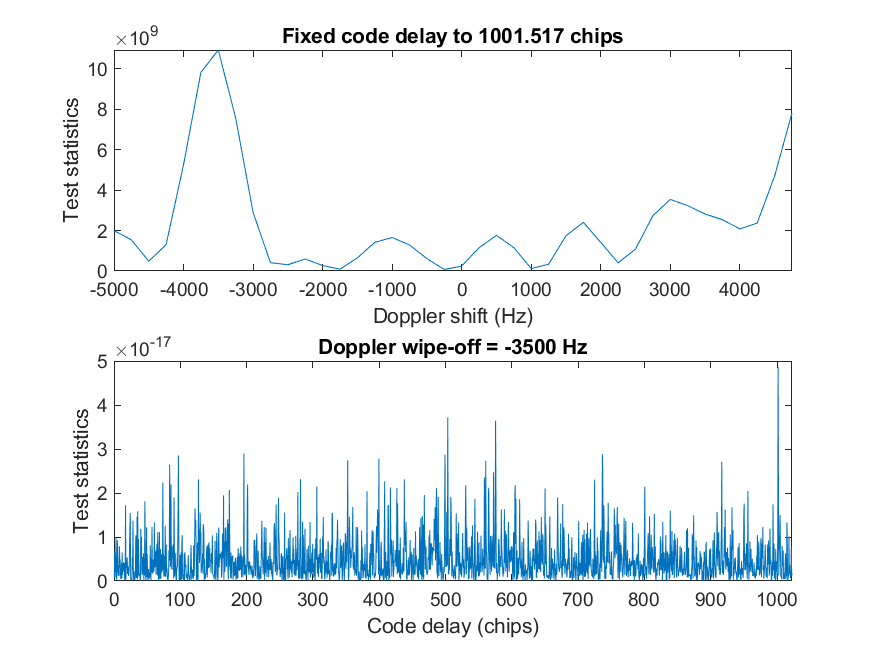 ×10^9
Fixed code delay to 1001.517 chips
10
8
6
4
2
0
Test statistics
-5000 -4000 -3000 -2000 -1000 0 1000 2000 3000 4000
Doppler shift (Hz)
×10^-17
Doppler wipe-off = -3500 Hz
5
4
3
2
1
0
Test statistics
0 100 200 300 400 500 600 700 800 900 1000
Code delay (chips)